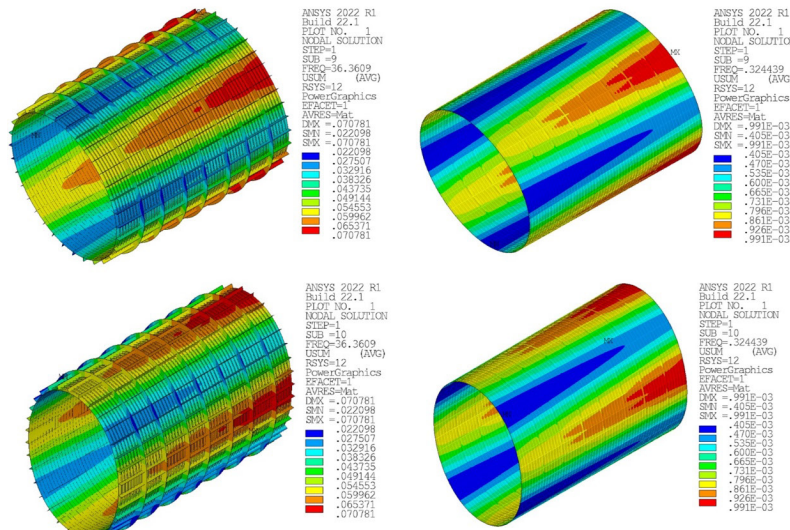 ANSYS 2022 R1
Build 22.1
PLOT NO. 1
NODAL SOLUTION
STEP=1
SUB =9
FREQ=36.3609
USUM (AVG)
RSYS=12
PowerGraphics
EFACET=1
AVRES=Mat
DMX =.070781
SMN =.022098
SMX =.070781
.022098
.027507
.032916
.038326
.043735
.049144
.054553
.059962
.065371
.070781
MX
ANSYS 2022 R1
Build 22.1
PLOT NO. 1
NODAL SOLUTIO
STEP=1
SUB =9
FREQ=.324439
USUM (AVG)
RSYS=12
PowerGraphics
EFACET=1
AVRES=Mat
DMX =.991E-03
SMN =.405E-03
SMX =.991E-03
.405E-03
.470E-03
.535E-03
.600E-03
.665E-03
.731E-03
.796E-03
.861E-03
.926E-03
.991E-03
ANSYS 2022 R1
Build 22.1
PLOT NO. 1
NODAL SOLUTION
STEP=1
SUB =10
FREQ=36.3609
USUM (AVG)
RSYS=12
PowerGraphics
EFACET=1
AVRES=Mat
DMX =.070781
SMN =.022098
SMX =.070781
.022098
.027507
.032916
.038326
.043735
.049144
.054553
.059962
.065371
.070781
ANSYS 2022 R1
Build 22.1
PLOT NO. 1
NODAL SOLUTION
STEP=1
SUB =10
FREQ=.324439
USUM (AVG)
RSYS=12
PowerGraphics
EFACET=1
AVRES=Mat
DMX =.991E-03
SMN =.405E-03
SMX =.991E-03
.405E-03
.470E-03
.535E-03
.600E-03
.665E-03
.731E-03
.796E-03
.861E-03
.926E-03
.991E-03